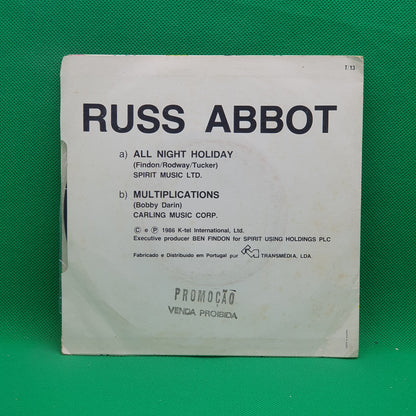 T/13
RUSS ABBOT
a) ALL NIGHT HOLIDAY
(Findon/Rodway/Tucker)
SPIRIT MUSIC LTD.
b) MULTIPLICATIONS
(Bobby Darin)
CARLING MUSIC CORP.
© e ℗ 1986 K-tel International, Ltd.
Executive producer BEN FINDON for SPIRIT USING HOLDINGS PLC
Fabricado e Distribuido em Portugal por TRANSMÉDIA, LDA
PROMOÇÃO
VENDA PROIBIDA